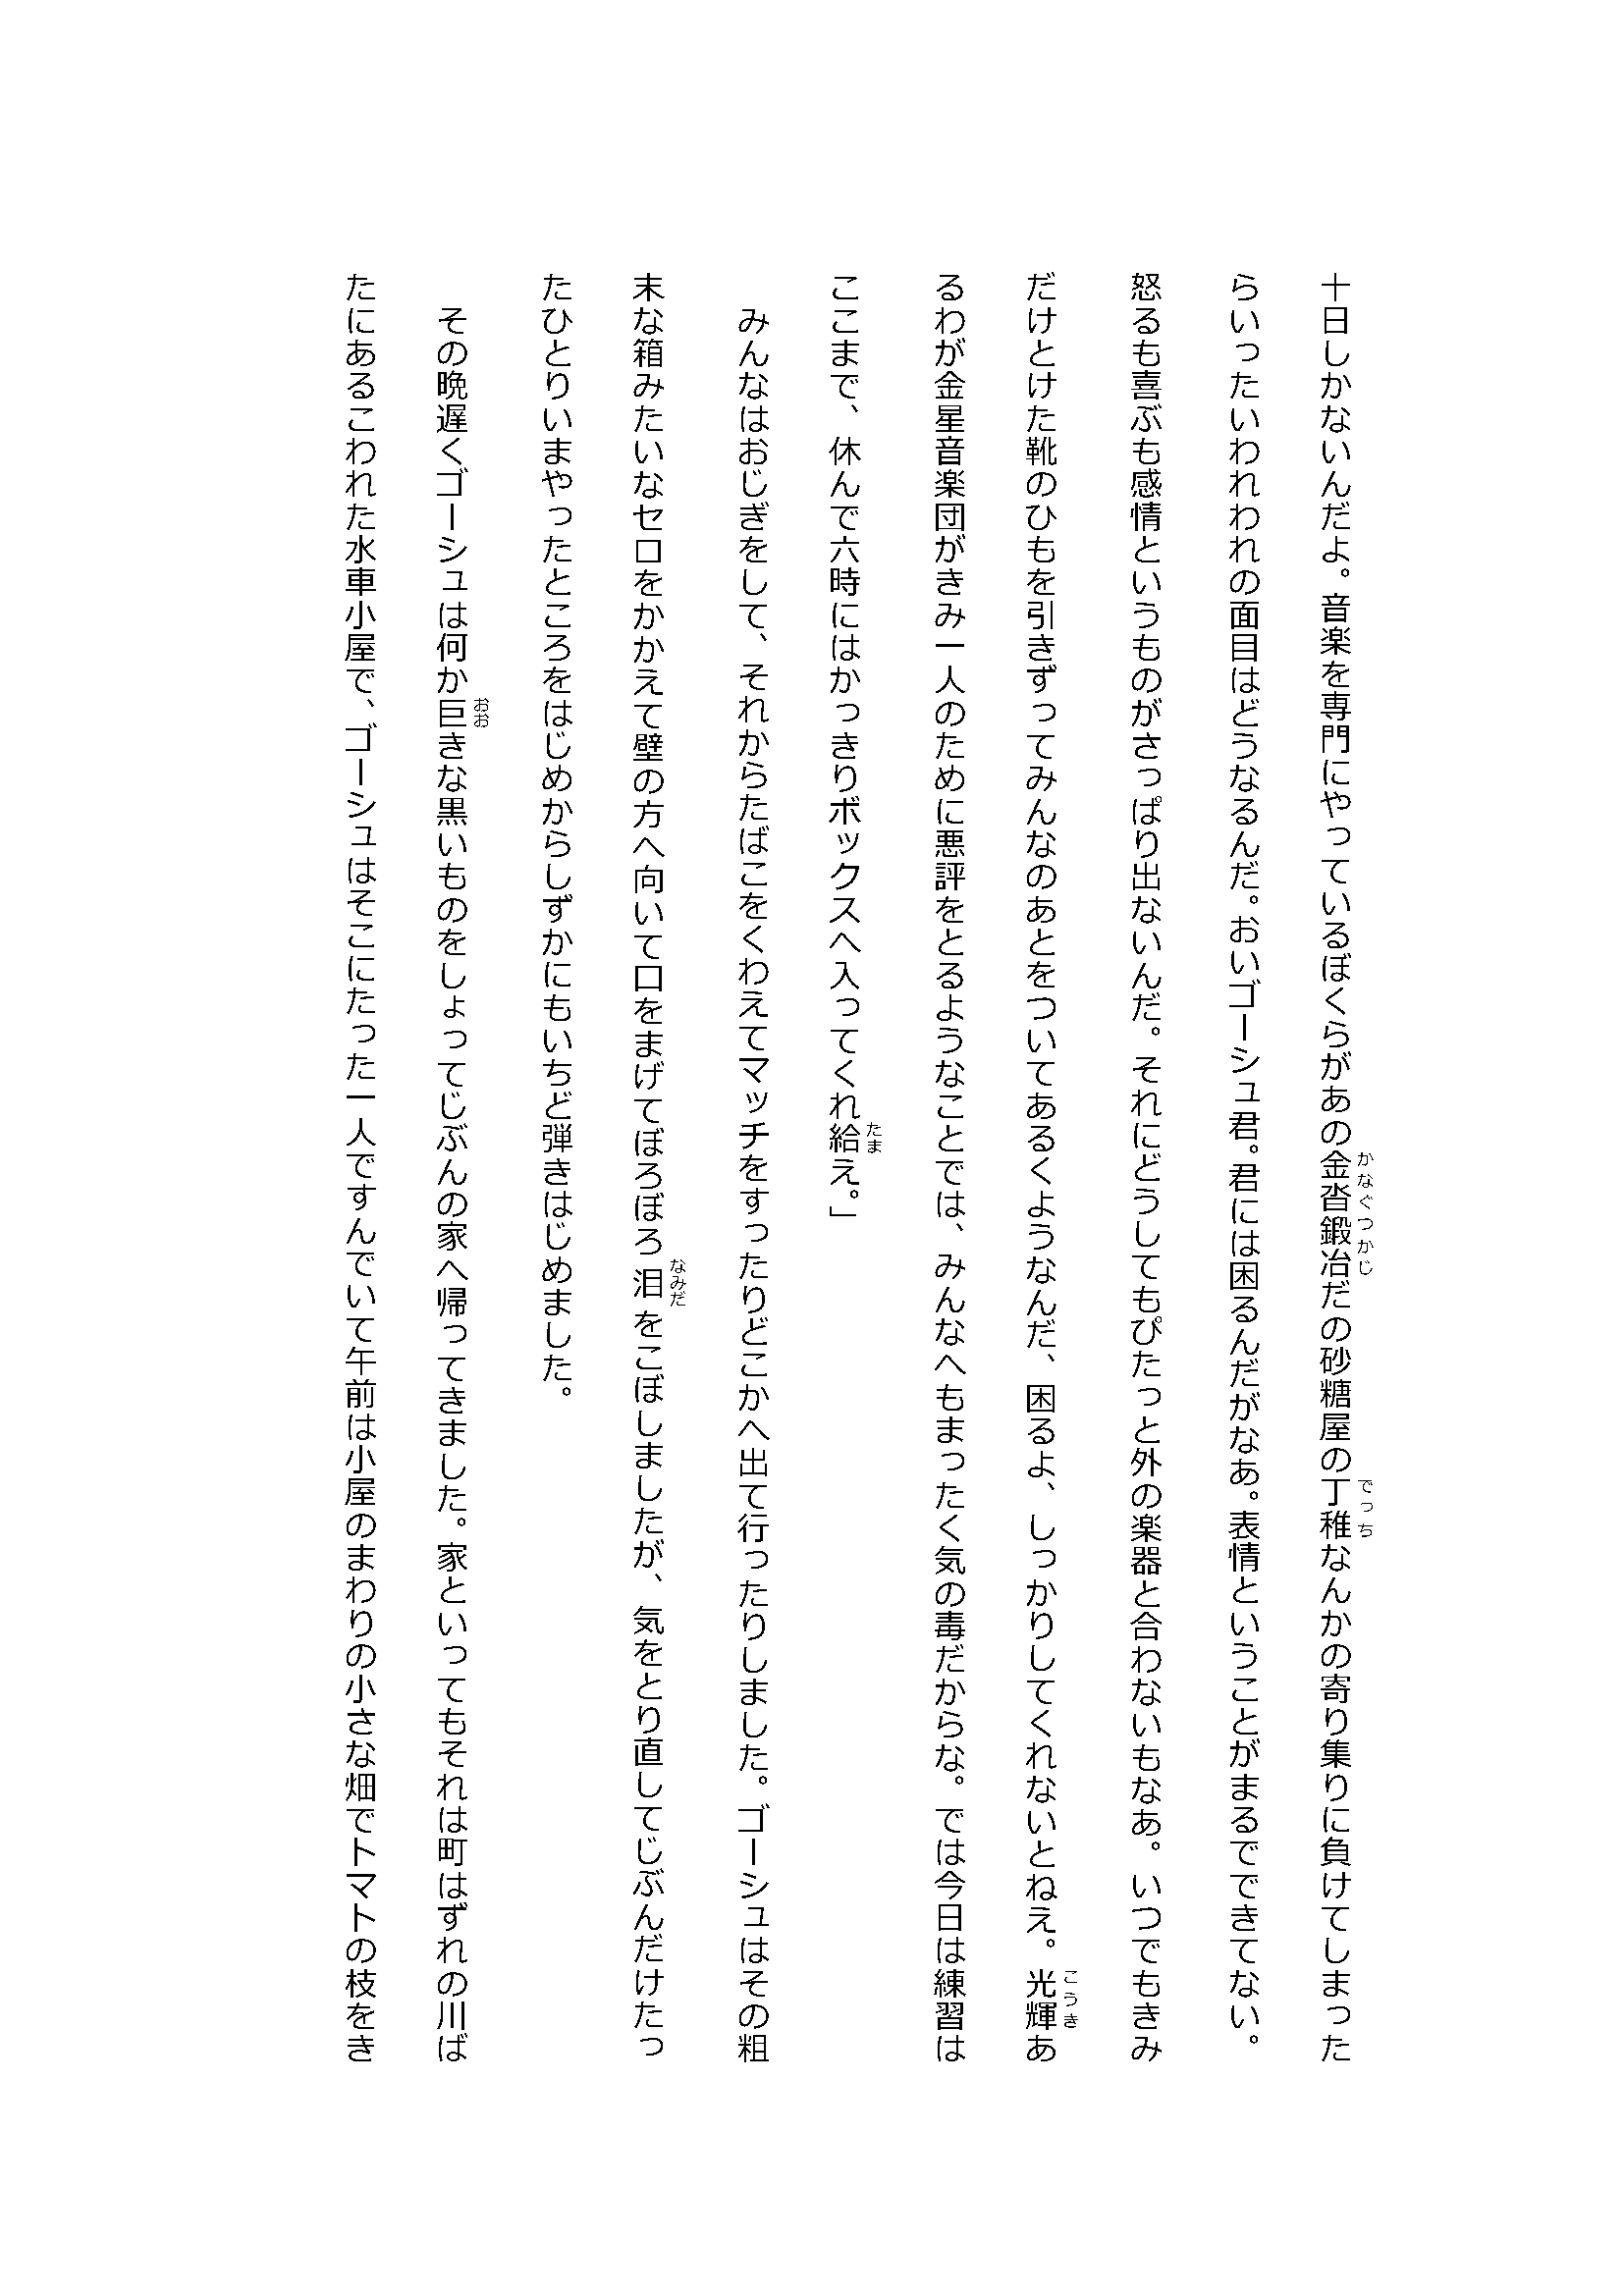 十日しかないんだよ。音楽を専門にやっているぼくらがあの金沓鍛冶だの砂糖屋の丁稚なんかの寄り集りに負けてしまった
かなぐつかじ
でっち
らいったいわれわれの面目はどうなるんだ。おいゴーシュ君。君には困るんだがなあ。表情ということがまるでできてない。
怒るも喜ぶも感情というものがさっぱり出ないんだ。それにどうしてもぴたっと外の楽器と合わないもなあ。いつでもきみ
だけとけた靴のひもを引きずってみんなのあとをついてあるくようなんだ、困るよ、しっかりしてくれないとねえ。光輝あ
こうき
るわが金星音楽団がきみ一人のために悪評をとるようなことでは、みんなへもまったく気の毒だからな。では今日は練習は
ここまで、休んで六時にはかっきりボックスへ入ってくれ給え。」
たま
みんなはおじぎをして、それからたばこをくわえてマッチをすったりどこかへ出て行ったりしました。ゴーシュはその粗
末な箱みたいなセロをかかえて壁の方へ向いて口をまげてぼろぼろ泪をこぼしましたが、気をとり直してじぶんだけたっ
なみだ
たひとりいまやったところをはじめからしずかにもいちど弾きはじめました。
その晩遅くゴーシュは何か巨きな黒いものをしょってじぶんの家へ帰ってきました。家といってもそれは町はずれの川ば
おお
たにあるこわれた水車小屋で、ゴーシュはそこにたった一人ですんでいて午前は小屋のまわりの小さな畑でトマトの枝をき